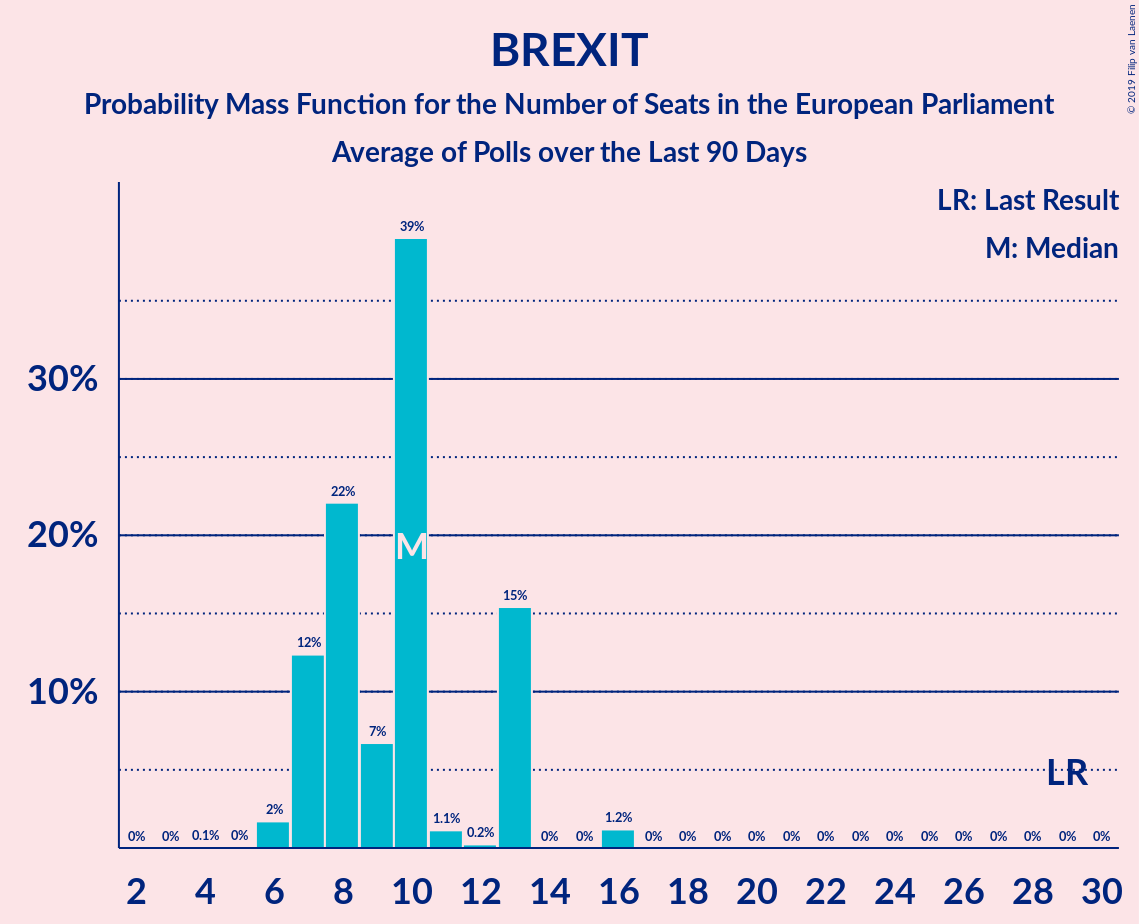 © 2019 Filip van Laenen
BREXIT
Probability Mass Function for the Number of Seats in the European Parliament
Average of Polls over the Last 90 Days
LR: Last Result
M: Median
30%
20%
10%
0% 0% 0.1% 0% 2% 12% 22% 7% 39% 1.1% 0.2% 15% 0% 0% 1.2% 0% 0% 0% 0% 0% 0% 0% 0% 0% 0% 0% 0% 0% 0%
M
LR
2 4 6 8 10 12 14 16 18 20 22 24 26 28 30